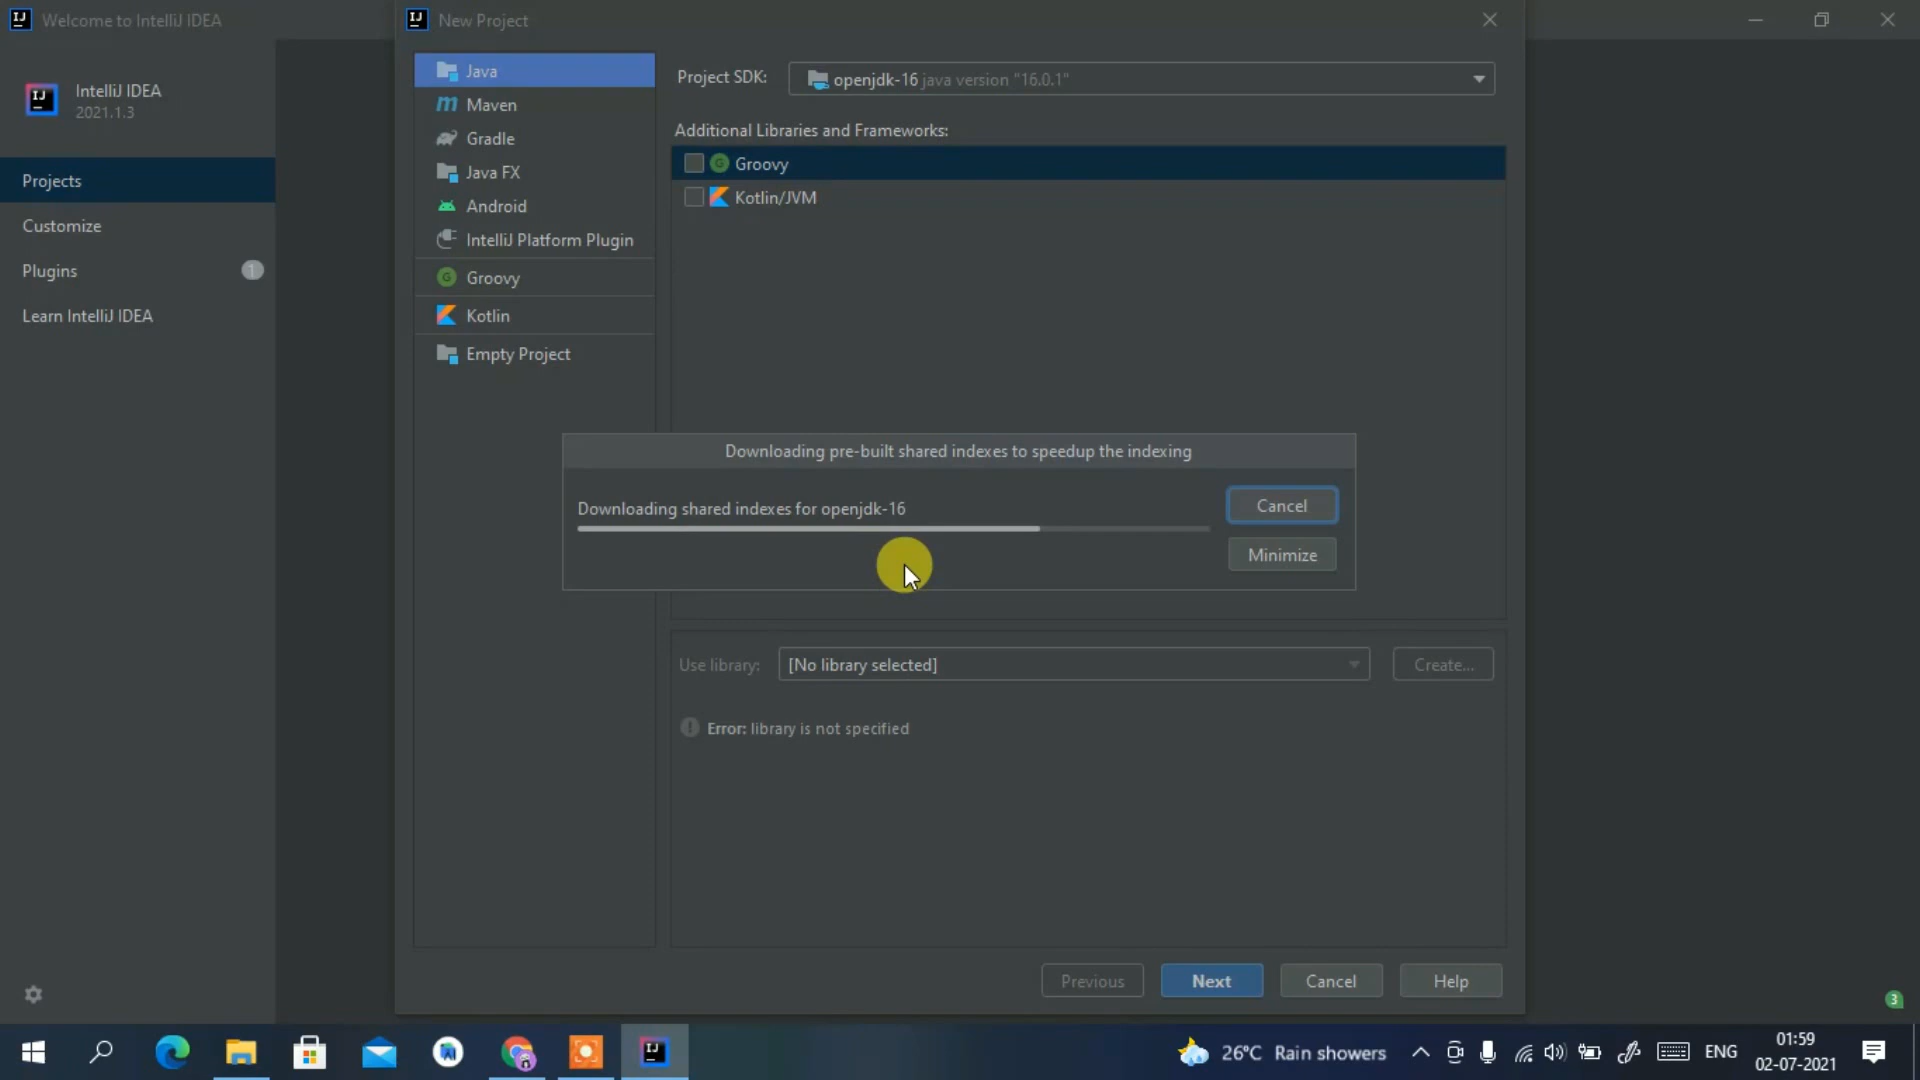 Welcome to IntelliJ IDEA
New Project
IntelliJ IDEA
2021.1.3
Projects
Customize
Plugins
1
Learn IntelliJ IDEA
Java
Maven
Gradle
Java FX
Android
IntelliJ Platform Plugin
Groovy
Kotlin
Empty Project
Project SDK:
openjdk-16 java version "16.0.1"
Additional Libraries and Frameworks:
Groovy
Kotlin/JVM
Downloading pre-built shared indexes to speedup the indexing
Downloading shared indexes for openjdk-16
Cancel
Minimize
Use library:
[No library selected]
Create...
Error: library is not specified
Previous
Next
Cancel
Help
3
26°C Rain showers
ENG
01:59
02-07-2021